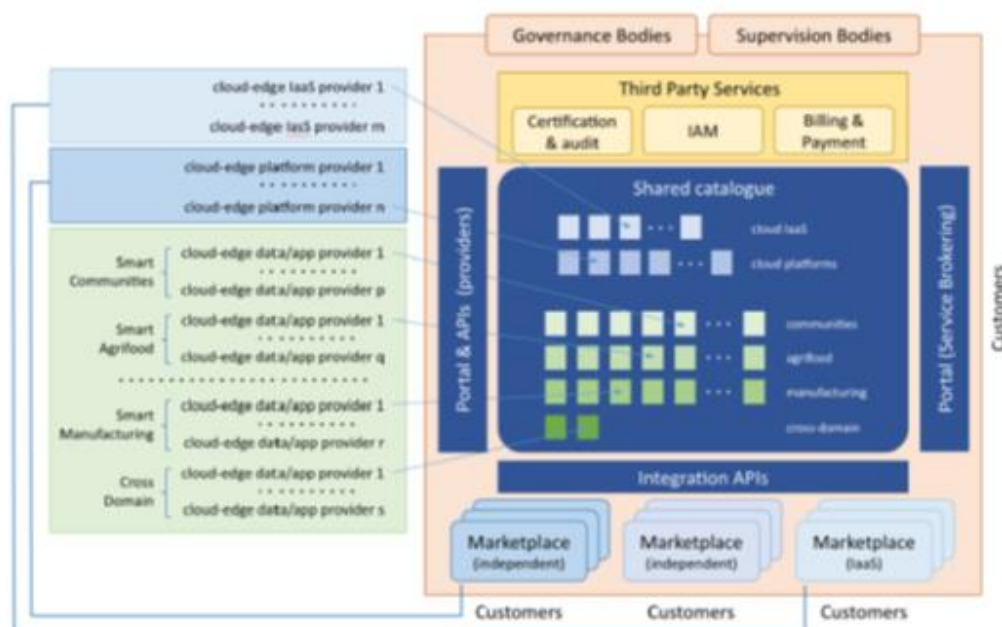 Governance Bodies
Supervision Bodies
cloud-edge IaaS provider 1
cloud-edge IasS provider m
cloud-edge platform provider 1
cloud-edge platform provider n
Smart
Communities
cloud-edge data/app provider 1
cloud-edge data/app provider p
Smart
Agrifood
cloud-edge data/app provider 1
cloud-edge data/app provider q
Smart
Manufacturing
cloud-edge data/app provider 1
cloud-edge data/app provider r
Cross
Domain
cloud-edge data/app provider 1
cloud-edge data/app provider s
Third Party Services
Certification
& audit
IAM
Billing &
Payment
Portal & APIs (providers)
Shared catalogue
cloud IaaS
cloud platforms
communities
agrifood
manufacturing
cross-domain
Portal (Service Brokering)
Customers
Integration APIs
Marketplace
(independent)
Marketplace
(independent)
Marketplace
(IaaS)
Customers
Customers
Customers